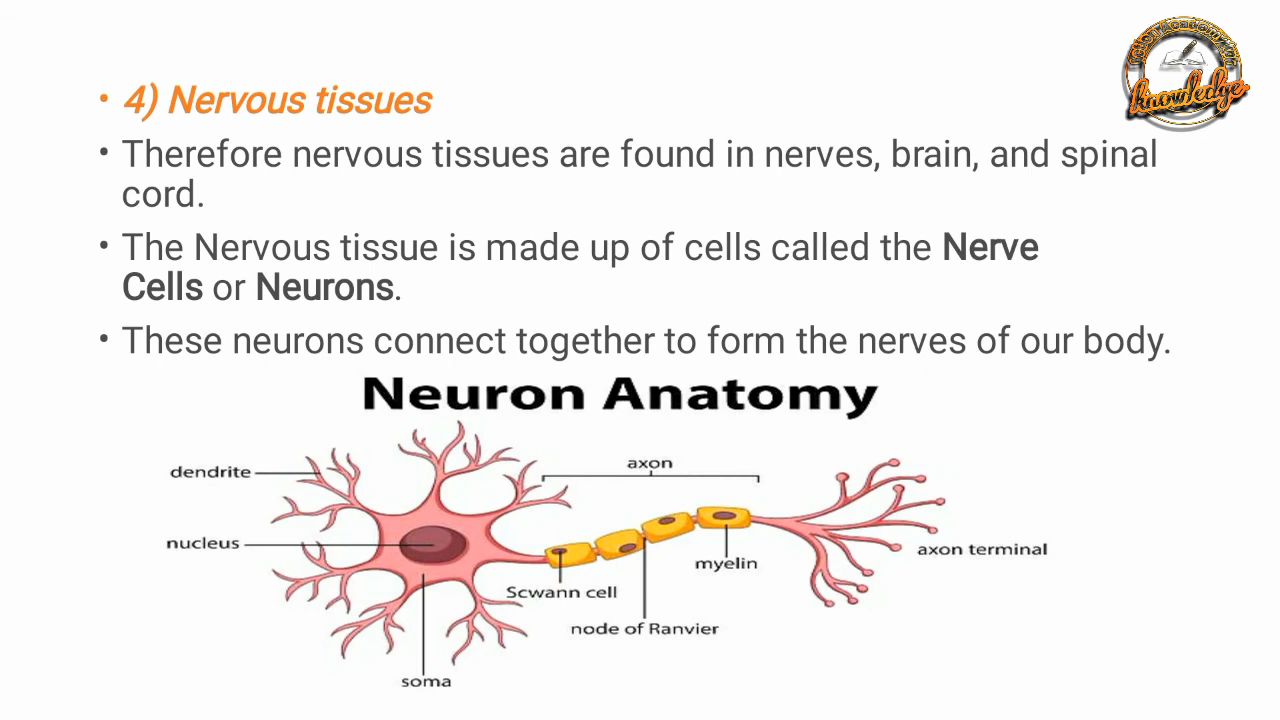 knowledge
• 4) Nervous tissues
• Therefore nervous tissues are found in nerves, brain, and spinal
cord.
• The Nervous tissue is made up of cells called the Nerve
Cells or Neurons.
• These neurons connect together to form the nerves of our body.
Neuron Anatomy
axon
dendrite
nucleus
axon terminal
myelin
Scwann cell
node of Ranvier
soma